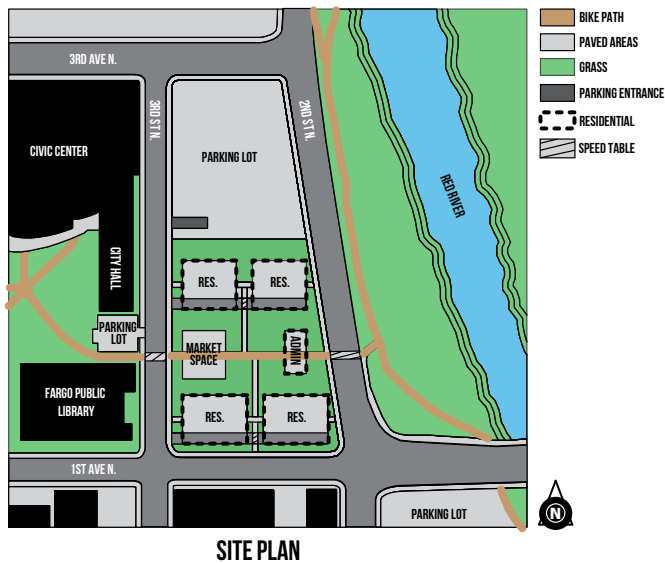 3RD AVE N.
3RD ST N.
2ND ST N.
CIVIC CENTER
PARKING LOT
RED RIVER
CITY HALL
RES.
RES.
PARKING
LOT
MARKET
SPACE
ADMIN
FARGO PUBLIC
LIBRARY
RES.
RES.
1ST AVE N.
PARKING LOT
BIKE PATH
PAVED AREAS
GRASS
PARKING ENTRANCE
RESIDENTIAL
SPEED TABLE
N
SITE PLAN